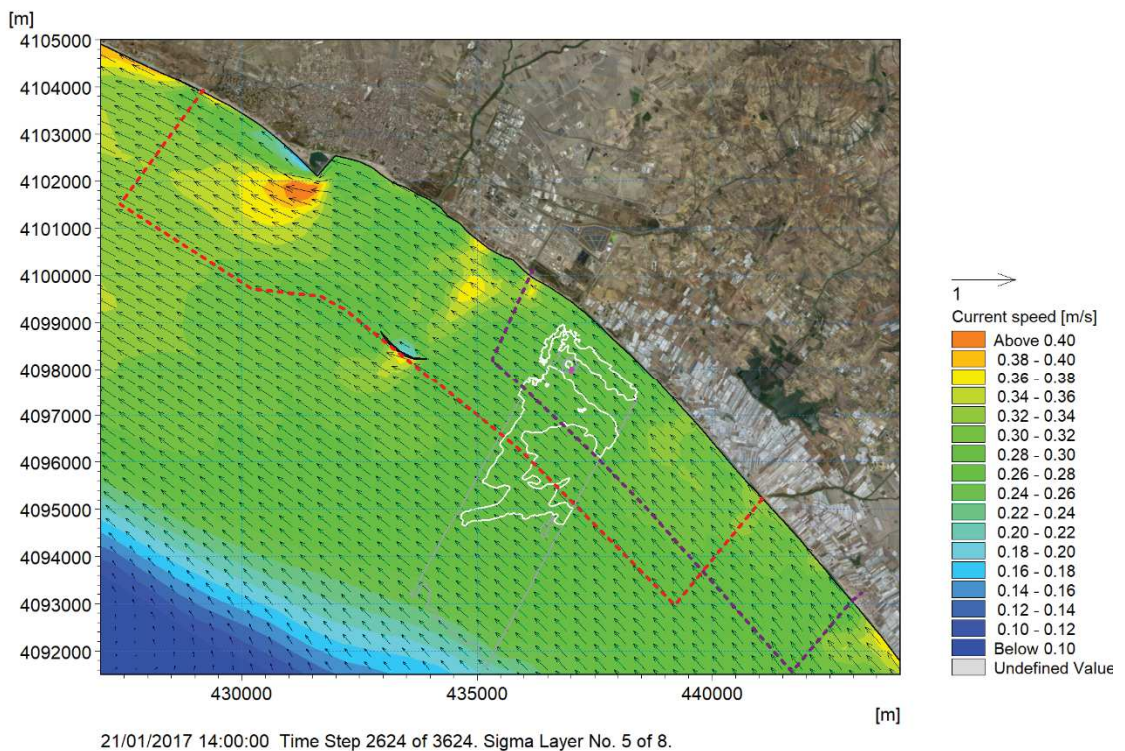 [m]
4105000
4104000
4103000
4102000
4101000
4100000
4099000
4098000
4097000
4096000
4095000
4094000
4093000
4092000
430000
435000
440000
[m]
1
Current speed [m/s]
Above 0.40
0.38 - 0.40
0.36 - 0.38
0.34 - 0.36
0.32 - 0.34
0.30 - 0.32
0.28 - 0.30
0.26 - 0.28
0.24 - 0.26
0.22 - 0.24
0.20 - 0.22
0.18 - 0.20
0.16 - 0.18
0.14 - 0.16
0.12 - 0.14
0.10 - 0.12
Below 0.10
Undefined Value
21/01/2017 14:00:00 Time Step 2624 of 3624. Sigma Layer No. 5 of 8.